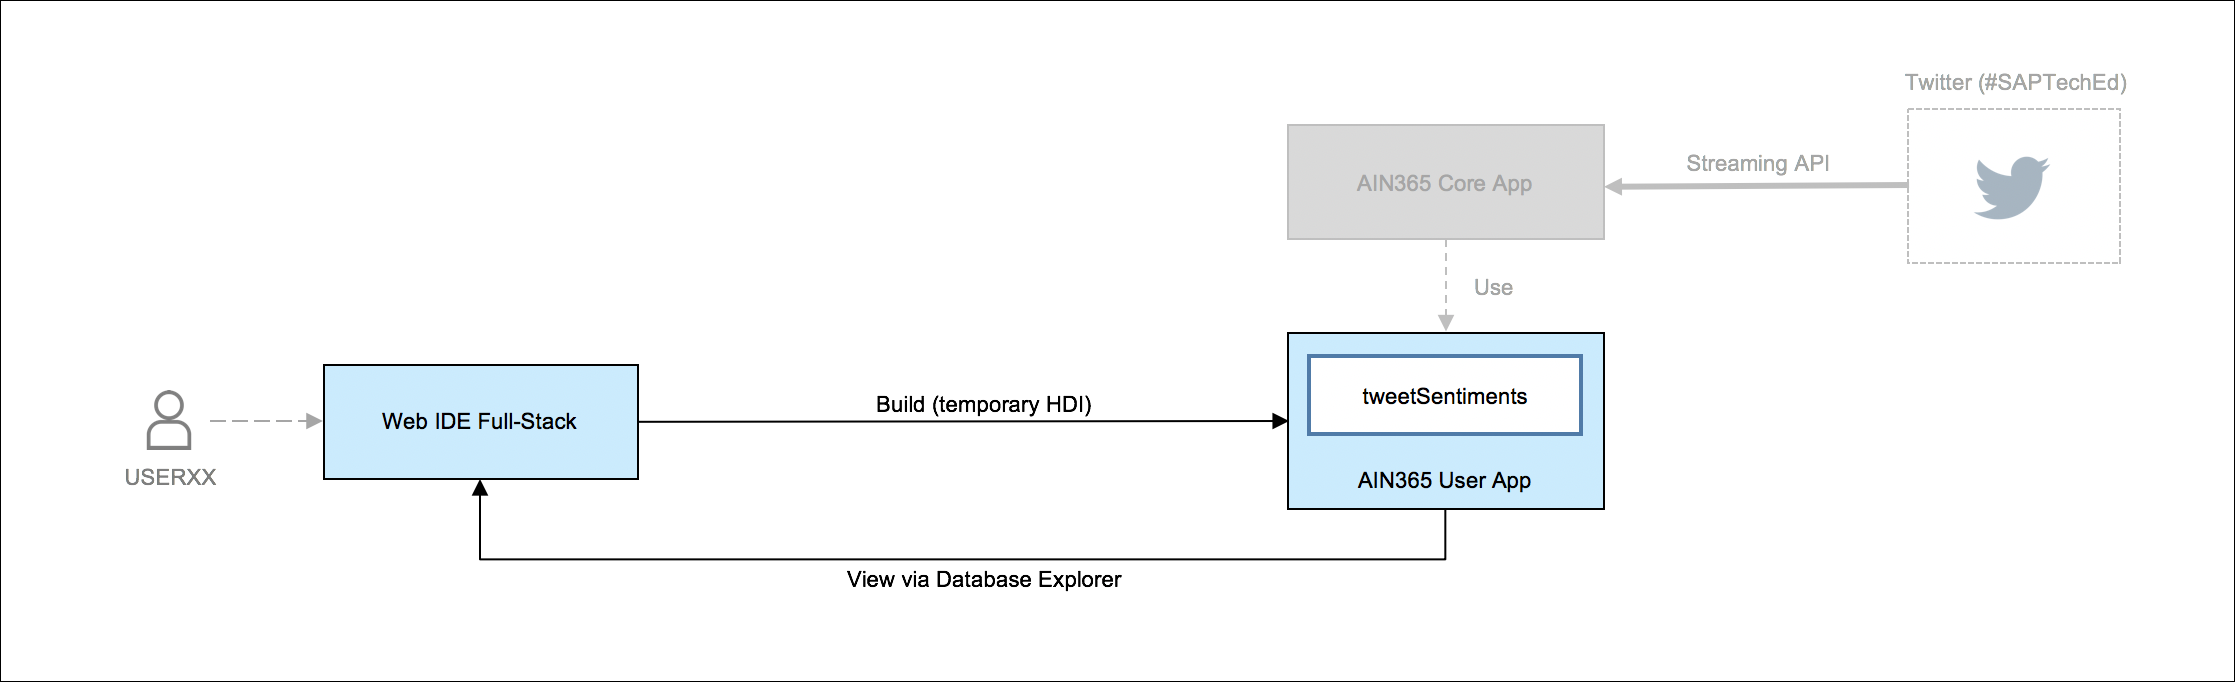 Twitter (#SAPTechEd)
Streaming API
AIN365 Core App
Use
tweetSentiments
Build (temporary HDI)
Web IDE Full-Stack
USERXX
AIN365 User App
View via Database Explorer